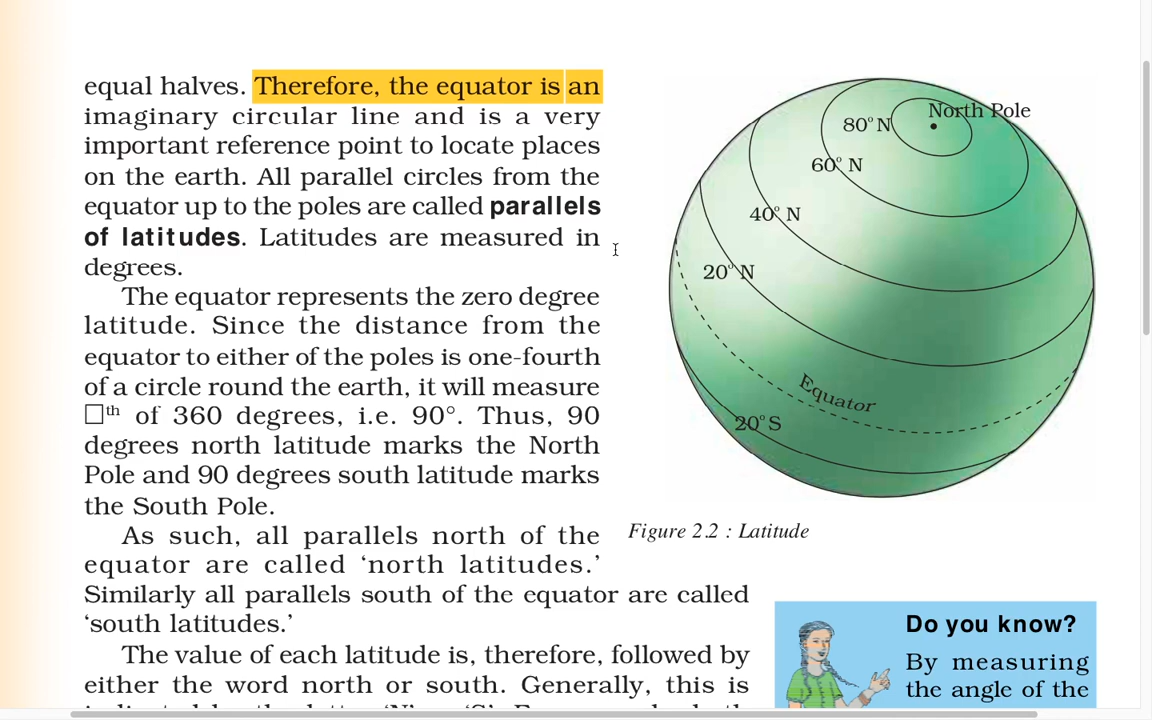 equal halves. Therefore, the equator is an
imaginary circular line and is a very
important reference point to locate places
on the earth. All parallel circles from the
equator up to the poles are called parallels
of latitudes. Latitudes are measured in
degrees.
The equator represents the zero degree
latitude. Since the distance from the
equator to either of the poles is one-fourth
of a circle round the earth, it will measure
□th of 360 degrees, i.e. 90°. Thus, 90
degrees north latitude marks the North
Pole and 90 degrees south latitude marks
the South Pole.
As such, all parallels north of the
equator are called ‘north latitudes.’
Similarly all parallels south of the equator are called
‘south latitudes.’
The value of each latitude is, therefore, followed by
either the word north or south. Generally, this is
North Pole
80° N
60° N
40° N
20° N
Equator
20° S
Figure 2.2 : Latitude
Do you know?
By measuring
the angle of the